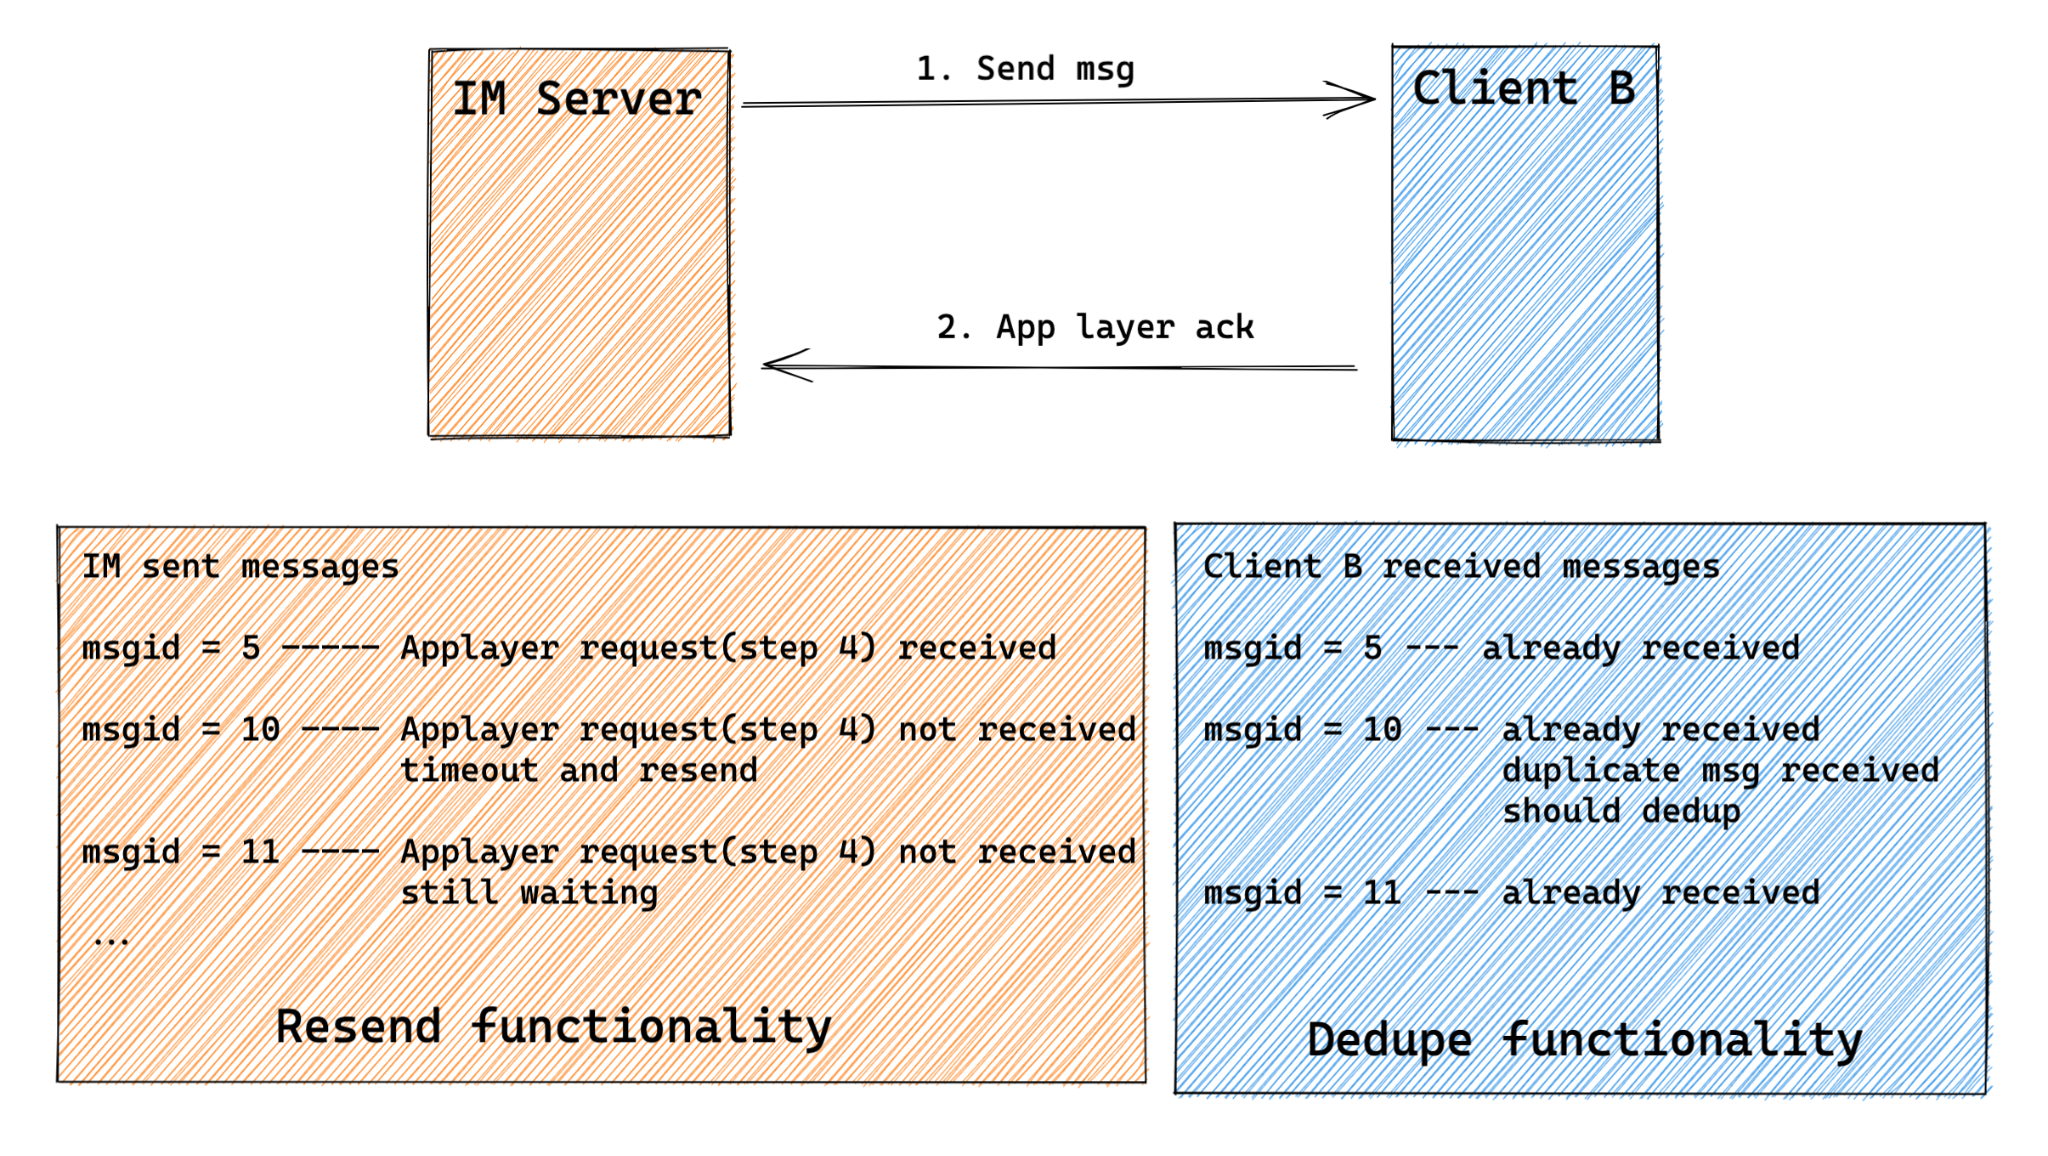 IM Server
1. Send msg
Client B
2. App layer ack
IM sent messages
msgid = 5 ----- Applayer request(step 4) received
msgid = 10 ---- Applayer request(step 4) not received
timeout and resend
msgid = 11 ---- Applayer request(step 4) not received
still waiting
...
Resend functionality
Client B received messages
msgid = 5 --- already received
msgid = 10 --- already received
duplicate msg received
should dedup
msgid = 11 --- already received
Dedupe functionality